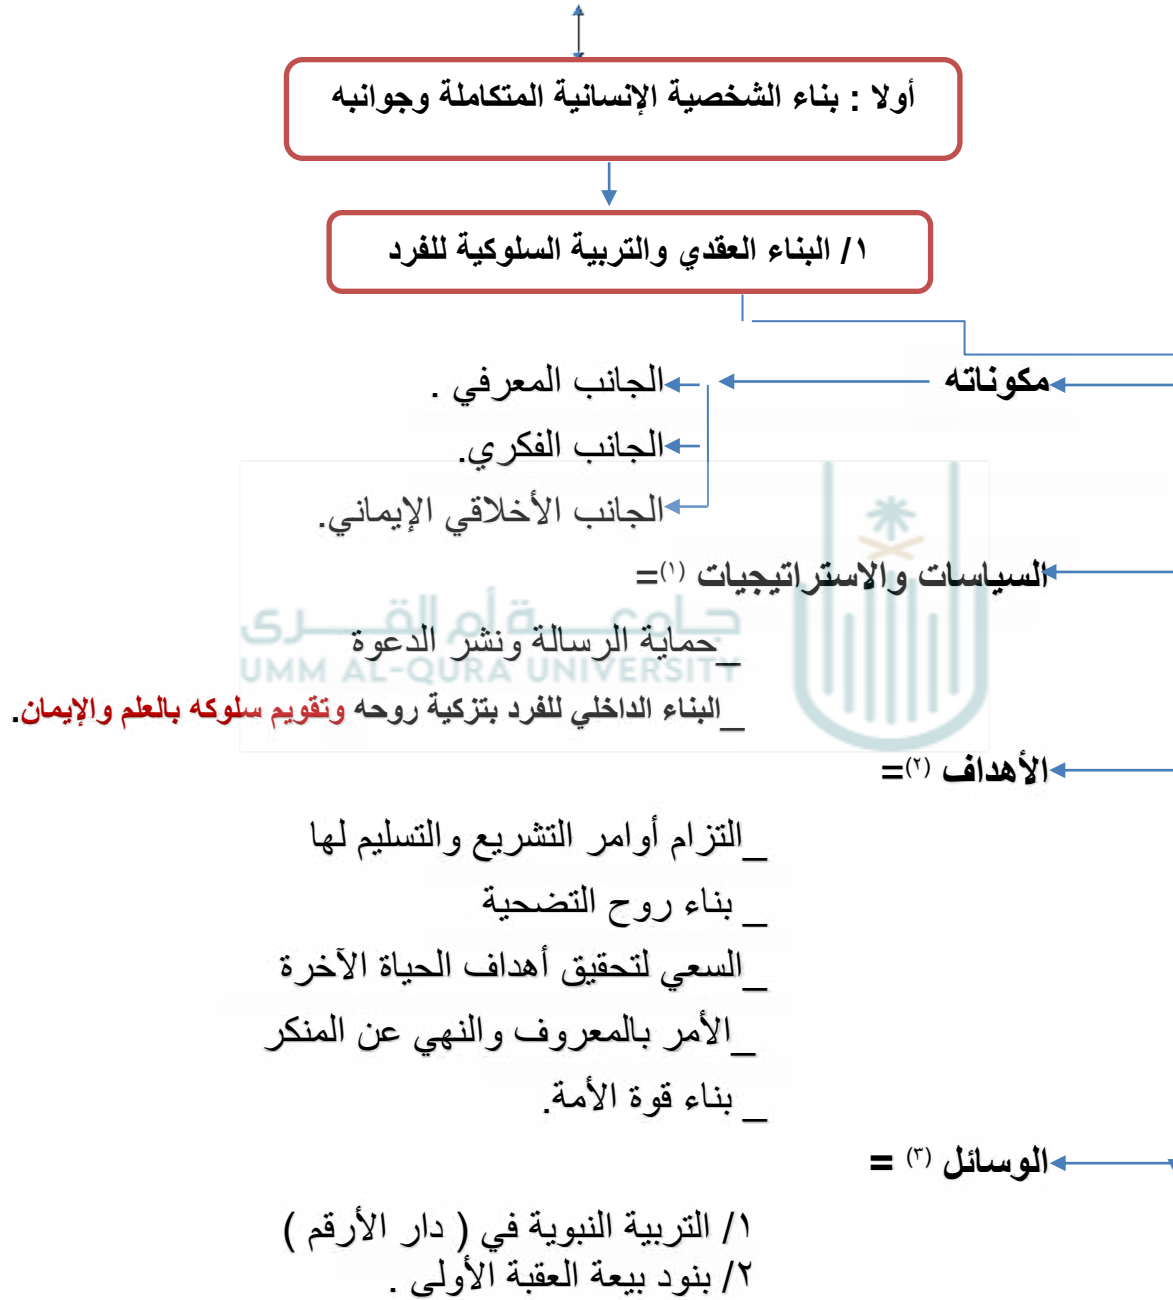 أولا : بناء الشخصية الإنسانية المتكاملة وجوانبه
١/ البناء العقدي والتربية السلوكية للفرد
مكوناته
الجانب المعرفي .
الجانب الفكري.
الجانب الأخلاقي الإيماني.
السياسات والاستراتيجيات (١)=
جامعة أم القرى
_حماية الرسالة ونشر الدعوة
UMM AL-QURA UNIVERSITY
_البناء الداخلي للفرد بتزكية روحه وتقويم سلوكه بالعلم والإيمان.
الأهداف (٢)=
_التزام أوامر التشريع والتسليم لها
_ بناء روح التضحية
_السعي لتحقيق أهداف الحياة الآخرة
_الأمر بالمعروف والنهي عن المنكر
_ بناء قوة الأمة.
الوسائل (٣) =
١/ التربية النبوية في ( دار الأرقم )
٢/ بنود بيعة العقبة الأولى .